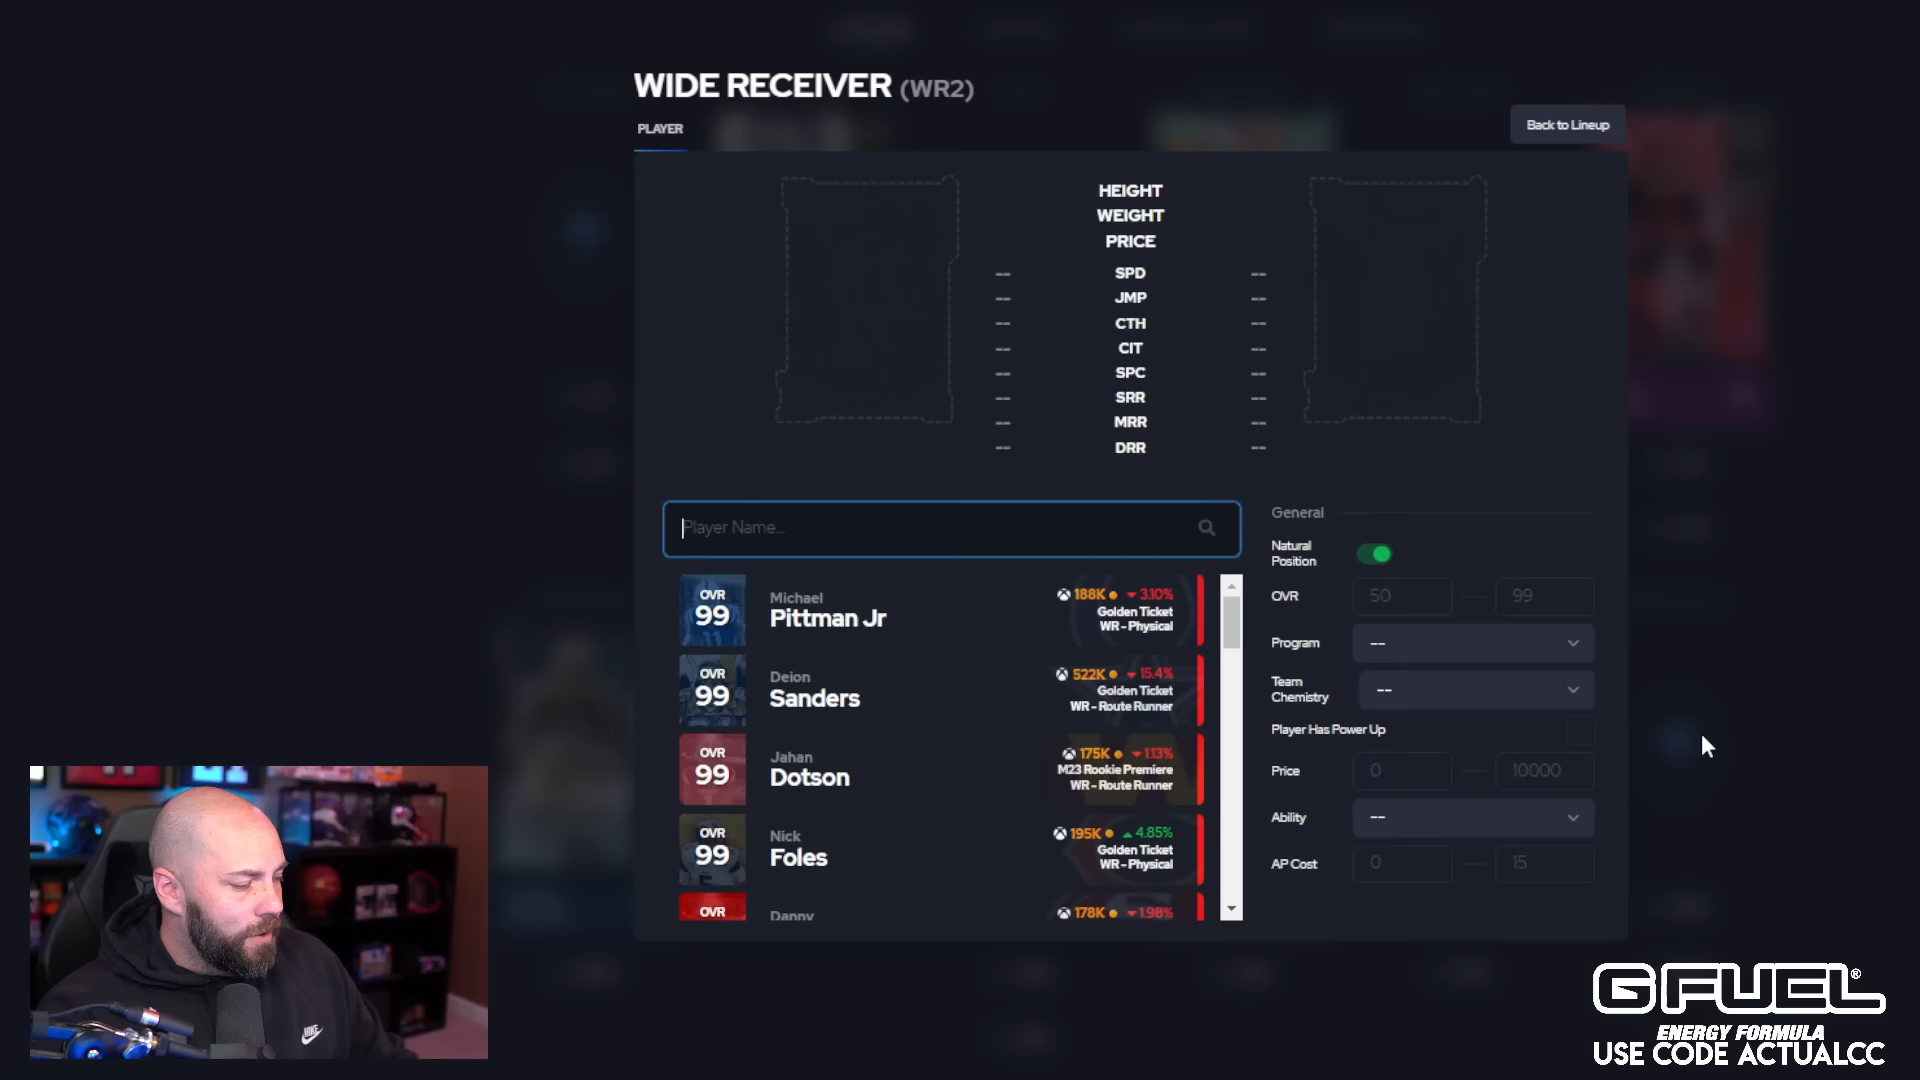 WIDE RECEIVER (WR2)
PLAYER
Back to Lineup
HEIGHT
WEIGHT
PRICE
-- SPD --
-- JMP --
-- CTH --
-- CIT --
-- SPC --
-- SRR --
-- MRR --
-- DRR --
Player Name...
OVR
99
Michael
Pittman Jr
188K 3.10%
Golden Ticket
WR - Physical
OVR
99
Deion
Sanders
522K 15.4%
Golden Ticket
WR - Route Runner
OVR
99
Jahan
Dotson
175K 1.13%
M23 Rookie Premiere
WR - Route Runner
OVR
99
Nick
Foles
195K 4.85%
Golden Ticket
WR - Physical
OVR
Danny
178K 1.98%
General
Natural
Position
OVR 50 99
Program --
Team
Chemistry --
Player Has Power Up
Price 0 10000
Ability --
AP Cost 0 15
NIKE
G FUEL®
ENERGY FORMULA
USE CODE ACTUALCC